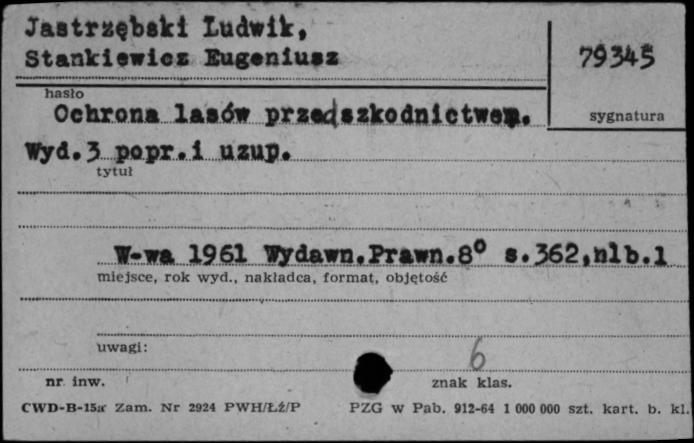 Jastrzębski Ludwik,
Stankiewicz Eugeniusz
79345
hasło
Ochrona lasów przed szkodnictwem.
sygnatura
Wyd.3 popr.i uzup.
tytuł
W-wa 1961 Wydawn.Prawn.8° s.362,nlb.1
miejsce, rok wyd., nakładca, format, objętość
uwagi:
6
nr inw.
znak klas.
CWD-B-15a Zam. Nr 2924 PWH/Łź/P PZG w Pab. 912-64 1 000 000 szt. kart. b. kl.